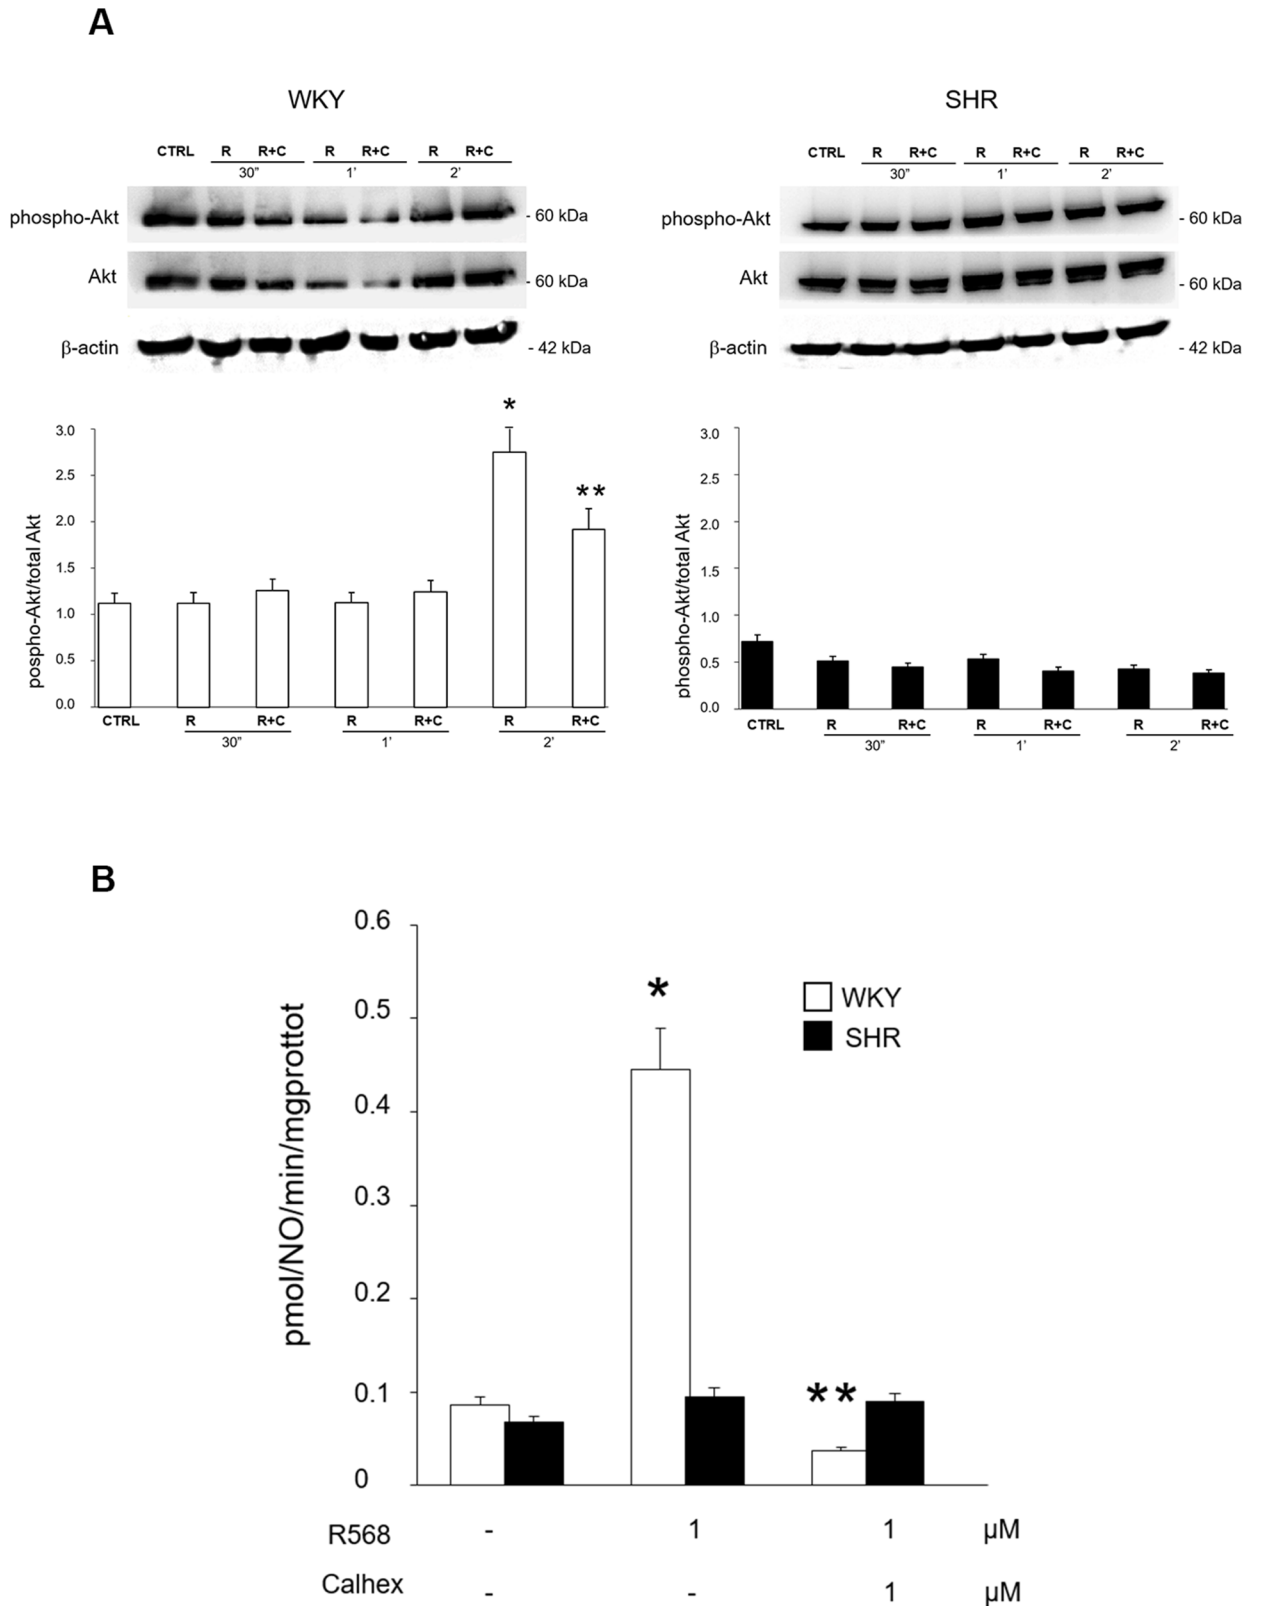 A
WKY
CTRL R R+C R R+C R R+C
30” 1’ 2’
phospho-Akt - 60 kDa
Akt - 60 kDa
β-actin - 42 kDa
SHR
CTRL R R+C R R+C R R+C
30” 1’ 2’
phospho-Akt - 60 kDa
Akt - 60 kDa
β-actin - 42 kDa
pospho-Akt/total Akt
3.0
2.5
2.0
1.5
1.0
0.5
0.0
*
**
CTRL R R+C R R+C R R+C
30” 1’ 2’
phospho-Akt/total Akt
3.0
2.5
2.0
1.5
1.0
0.5
0.0
CTRL R R+C R R+C R R+C
30” 1’ 2’
B
pmol/NO/min/mgprottot
0.6
0.5
0.4
0.3
0.2
0.1
0
*
**
WKY
SHR
R568 - 1 1 µM
Calhex - - 1 µM